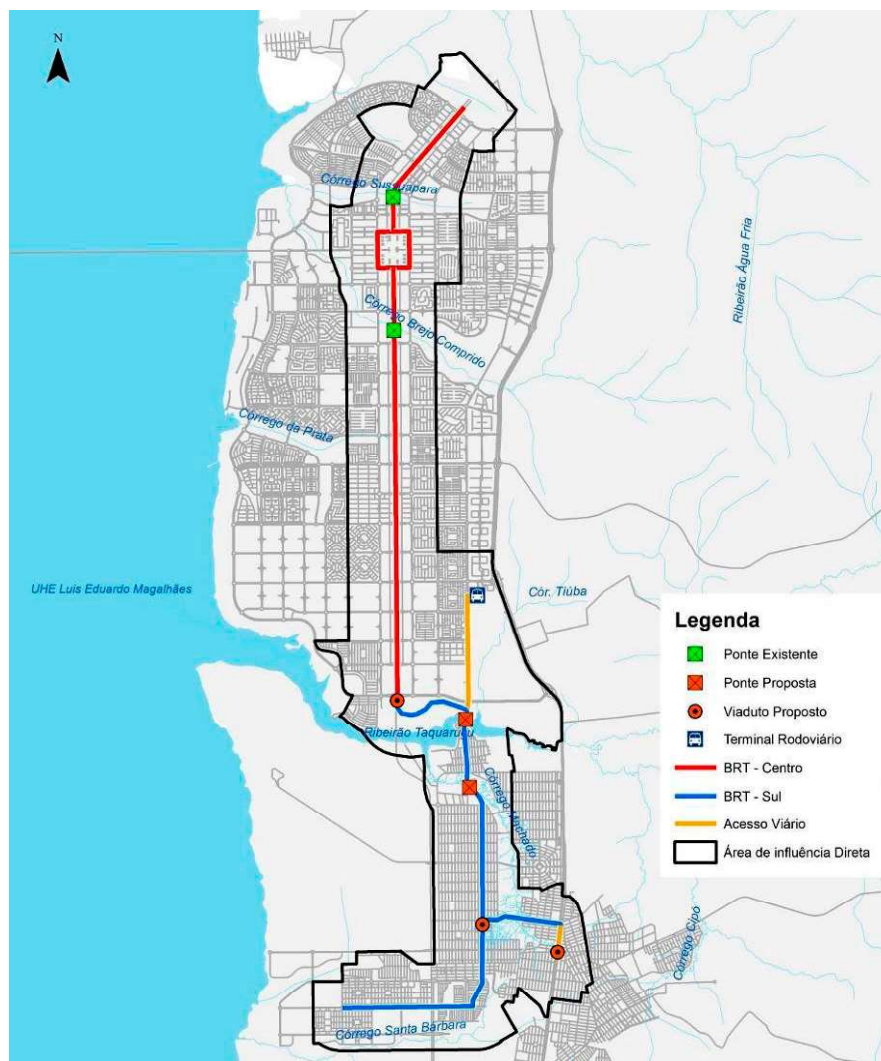 N
Córrego Sussuapara
Ribeirão Água Fria
Córrego Brejo Comprido
Córrego da Prata
UHE Luis Eduardo Magalhães
Cór. Tiúba
Ribeirão Taquaruçu
Córrego Machado
Córrego Cipó
Córrego Santa Bárbara
Legenda
Ponte Existente
Ponte Proposta
Viaduto Proposto
Terminal Rodoviário
BRT - Centro
BRT - Sul
Acesso Viário
Área de influência Direta